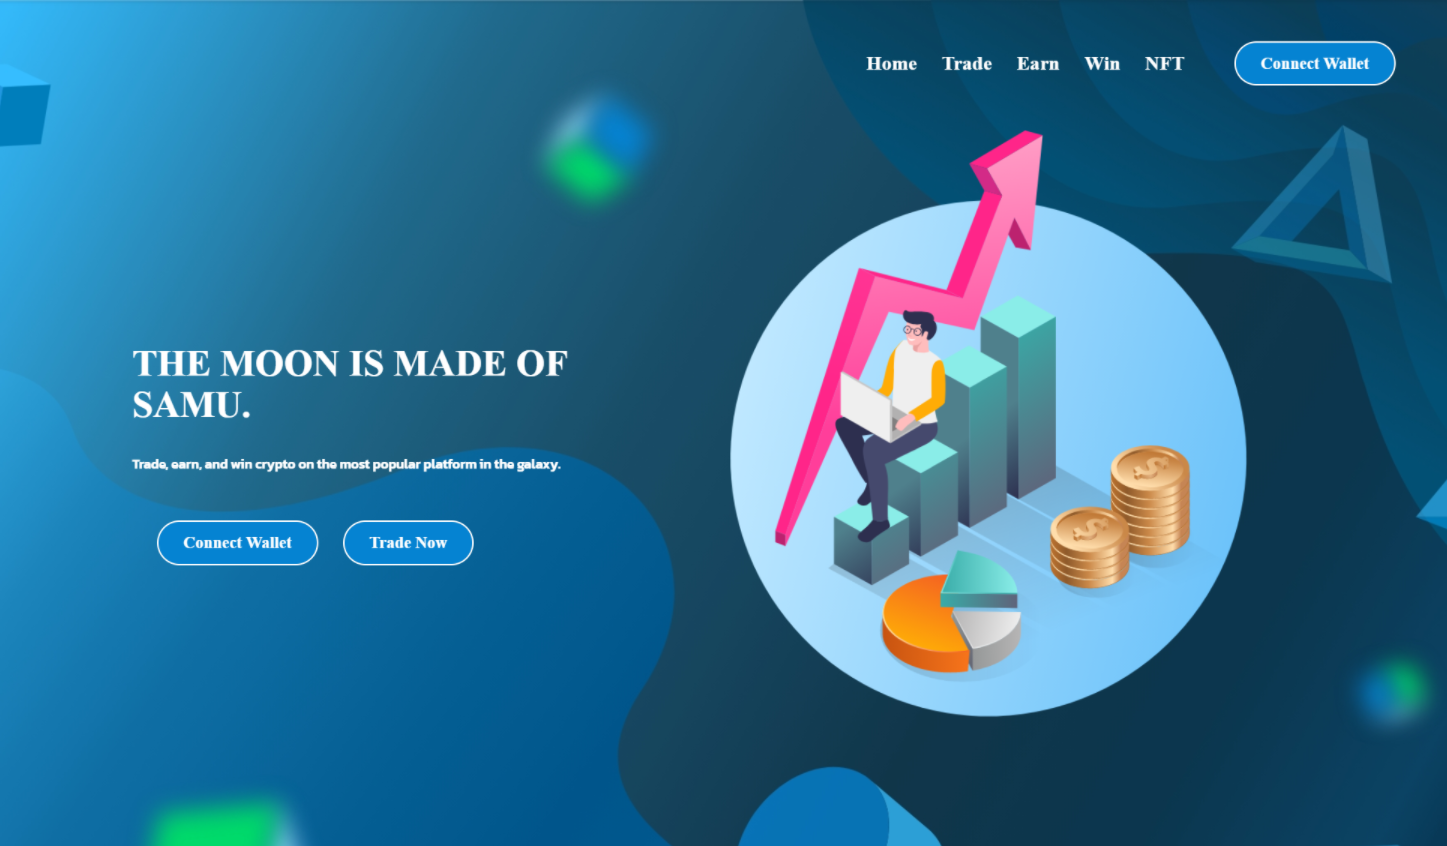 Home Trade Earn Win NFT Connect Wallet
THE MOON IS MADE OF
SAMU.
Trade, earn, and win crypto on the most popular platform in the galaxy.
Connect Wallet Trade Now
$
$